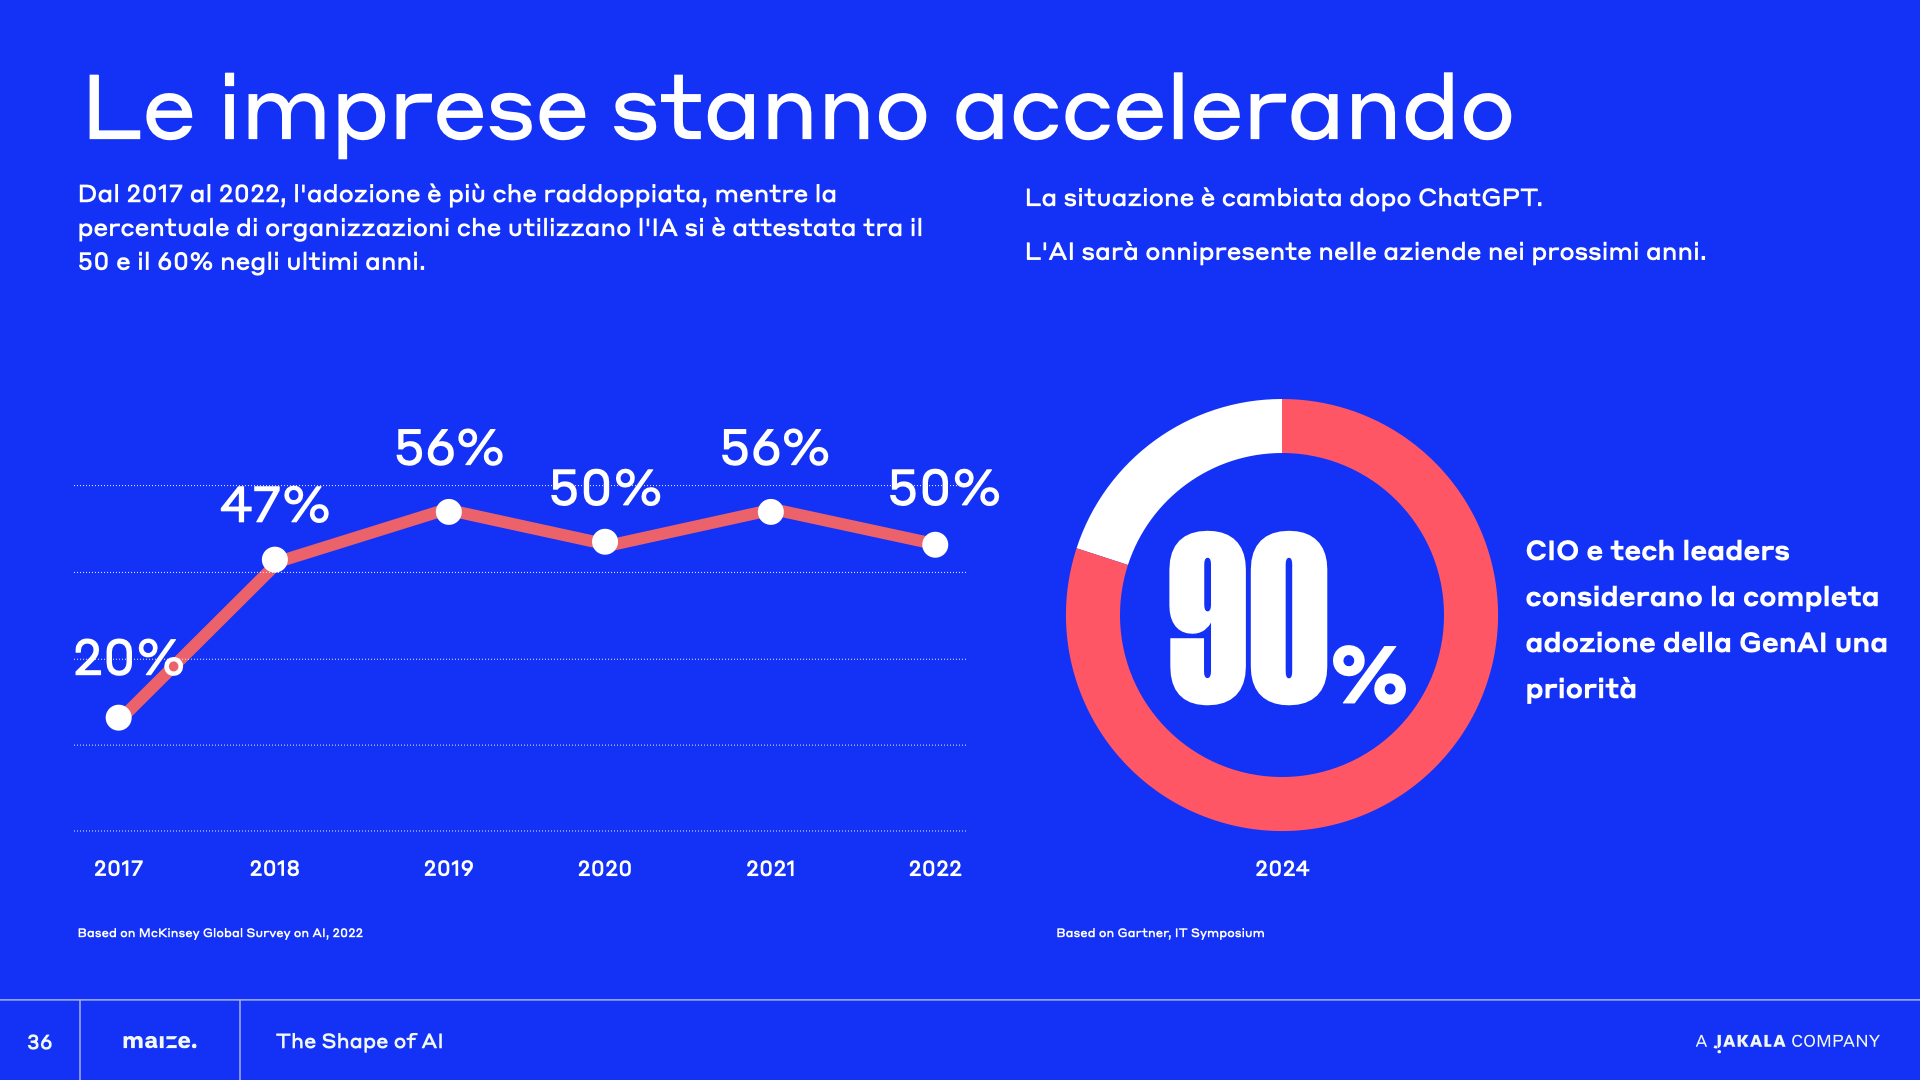 Le imprese stanno accelerando
Dal 2017 al 2022, l'adozione è più che raddoppiata, mentre la
percentuale di organizzazioni che utilizzano l'IA si è attestata tra il
50 e il 60% negli ultimi anni.
La situazione è cambiata dopo ChatGPT.
L'AI sarà onnipresente nelle aziende nei prossimi anni.
20%
47%
56%
50%
56%
50%
2017
2018
2019
2020
2021
2022
Based on McKinsey Global Survey on AI, 2022
90%
CIO e tech leaders
considerano la completa
adozione della GenAI una
priorità
2024
Based on Gartner, IT Symposium
36
maize.
The Shape of AI
A JAKALA COMPANY